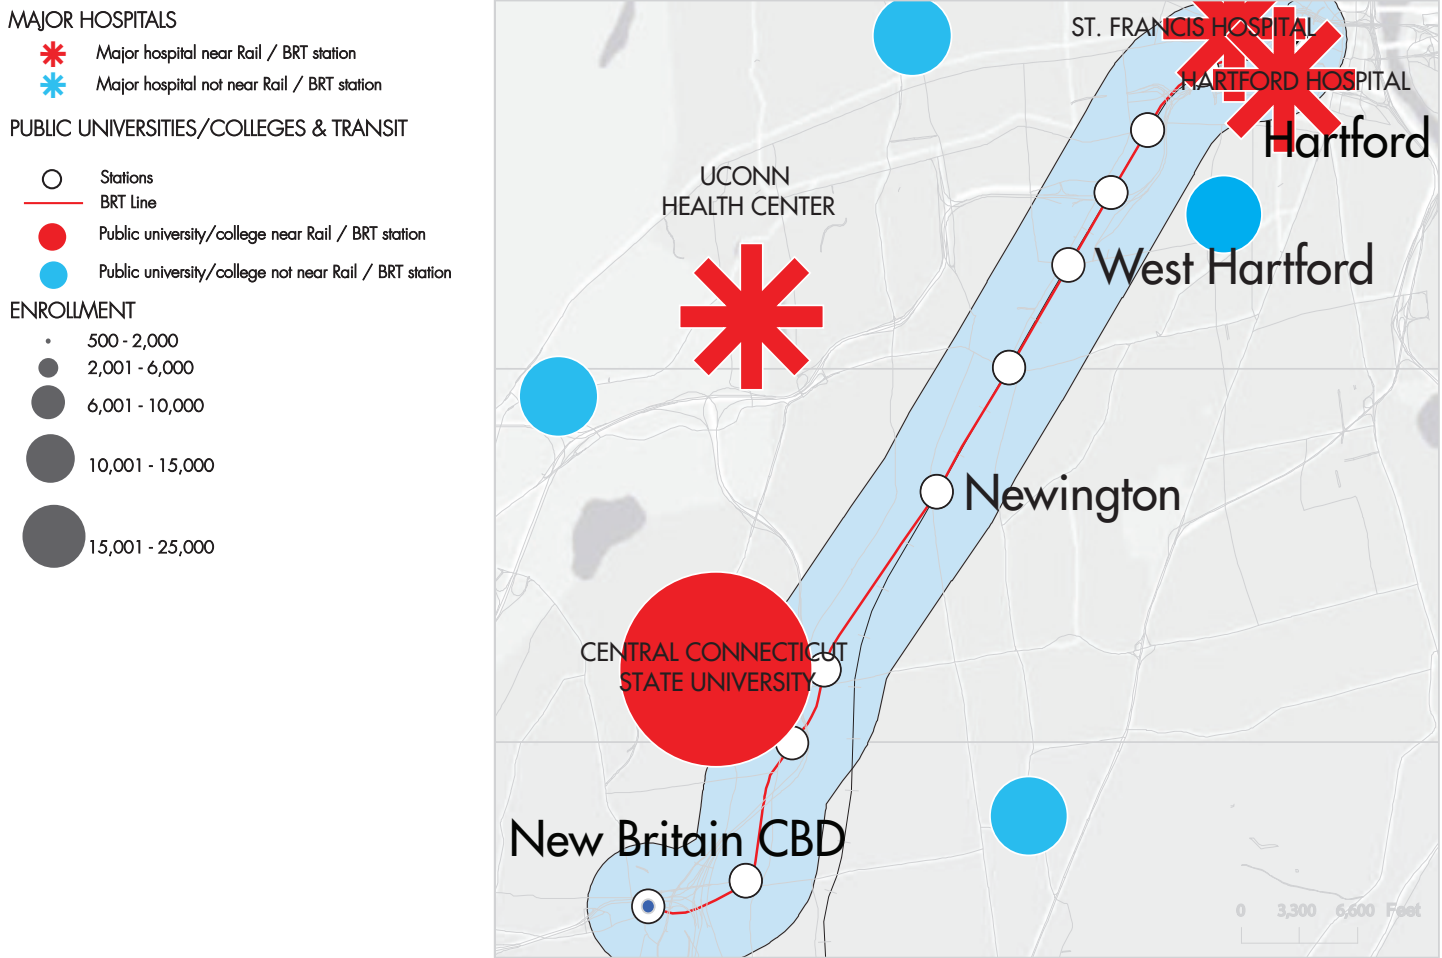 MAJOR HOSPITALS
Major hospital near Rail / BRT station
Major hospital not near Rail / BRT station
PUBLIC UNIVERSITIES/COLLEGES & TRANSIT
Stations
BRT Line
Public university/college near Rail / BRT station
Public university/college not near Rail / BRT station
ENROLLMENT
500 - 2,000
2,001 - 6,000
6,001 - 10,000
10,001 - 15,000
15,001 - 25,000
ST. FRANCIS HOSPITAL
HARTFORD HOSPITAL
Hartford
UCONN
HEALTH CENTER
West Hartford
Newington
CENTRAL CONNECTICUT
STATE UNIVERSITY
New Britain CBD
0 3,300 6,600 Feet